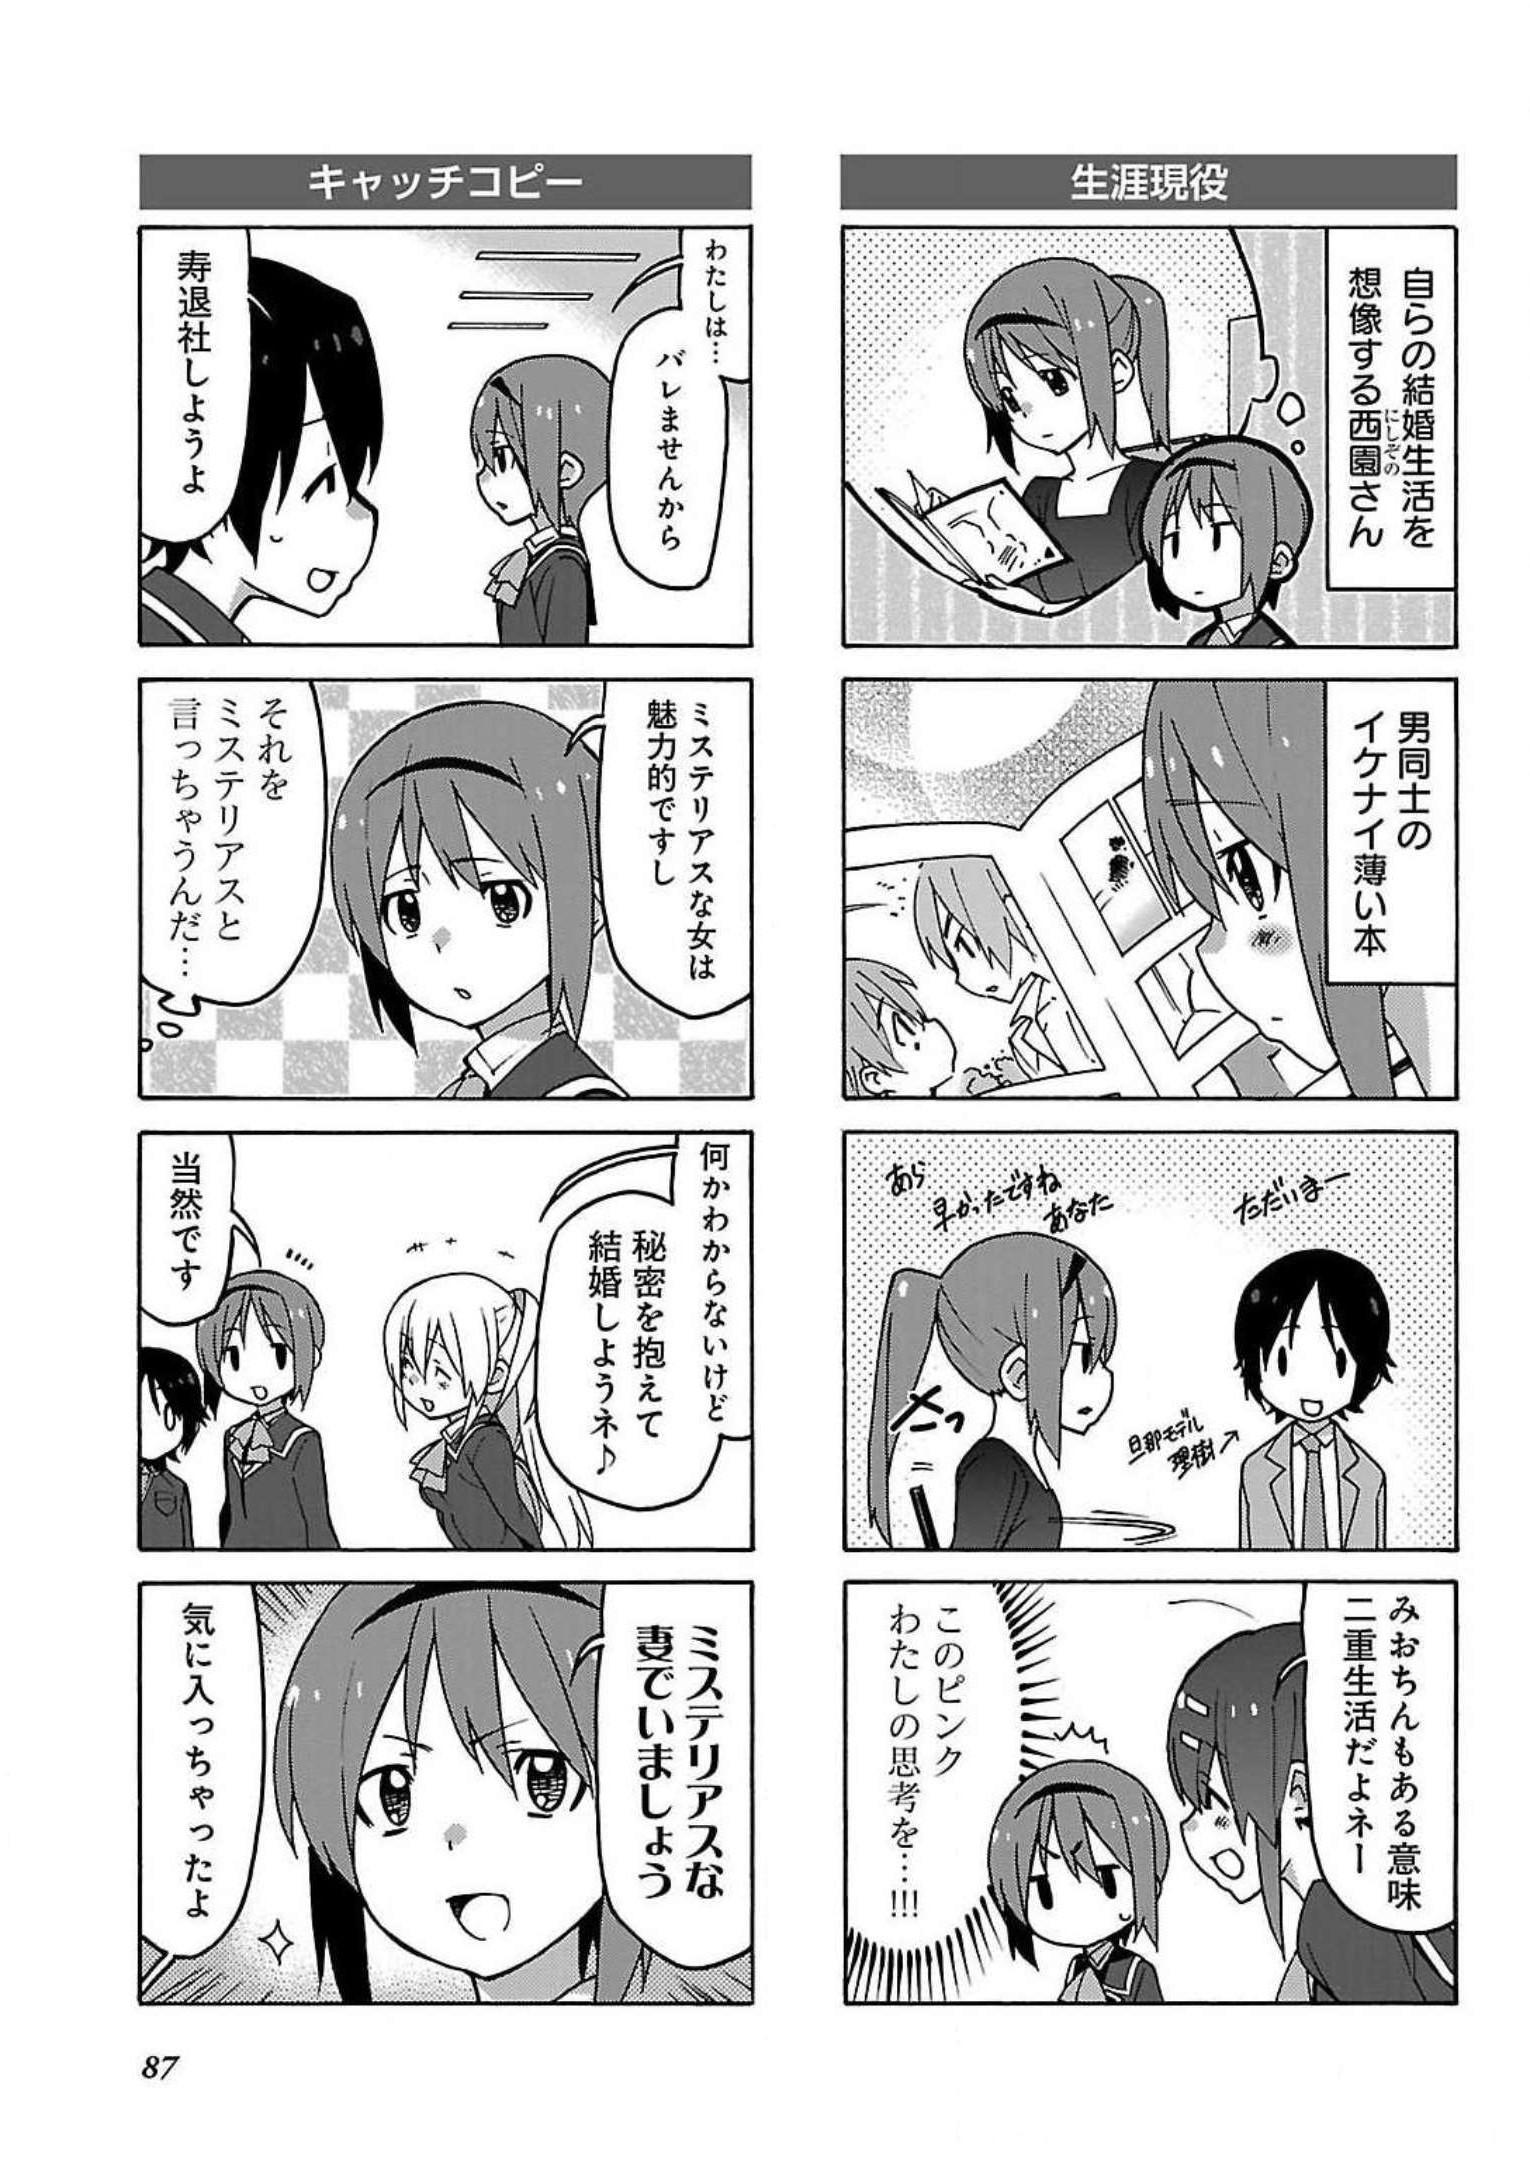 生涯現役
自らの結婚生活を
想像する西園さん
にしぞの
男同士の
イケナイ薄い本
ただいまー
あら
早かったですね
あなた
さっ
旦那モデル
理樹
みおちんもある意味
二重生活だよネー
このピンク
わたしの思考を…!!!
キャッチコピー
わたしは…
バレませんから
寿退社しようよ
ミステリアスな女は
魅力的ですし
それを
ミステリアスと
言っちゃうんだ…
何かわからないけど
秘密を抱えて
結婚しようネ♪
当然です
ミステリアスな
妻でいましょう
気に入っちゃったよ
87